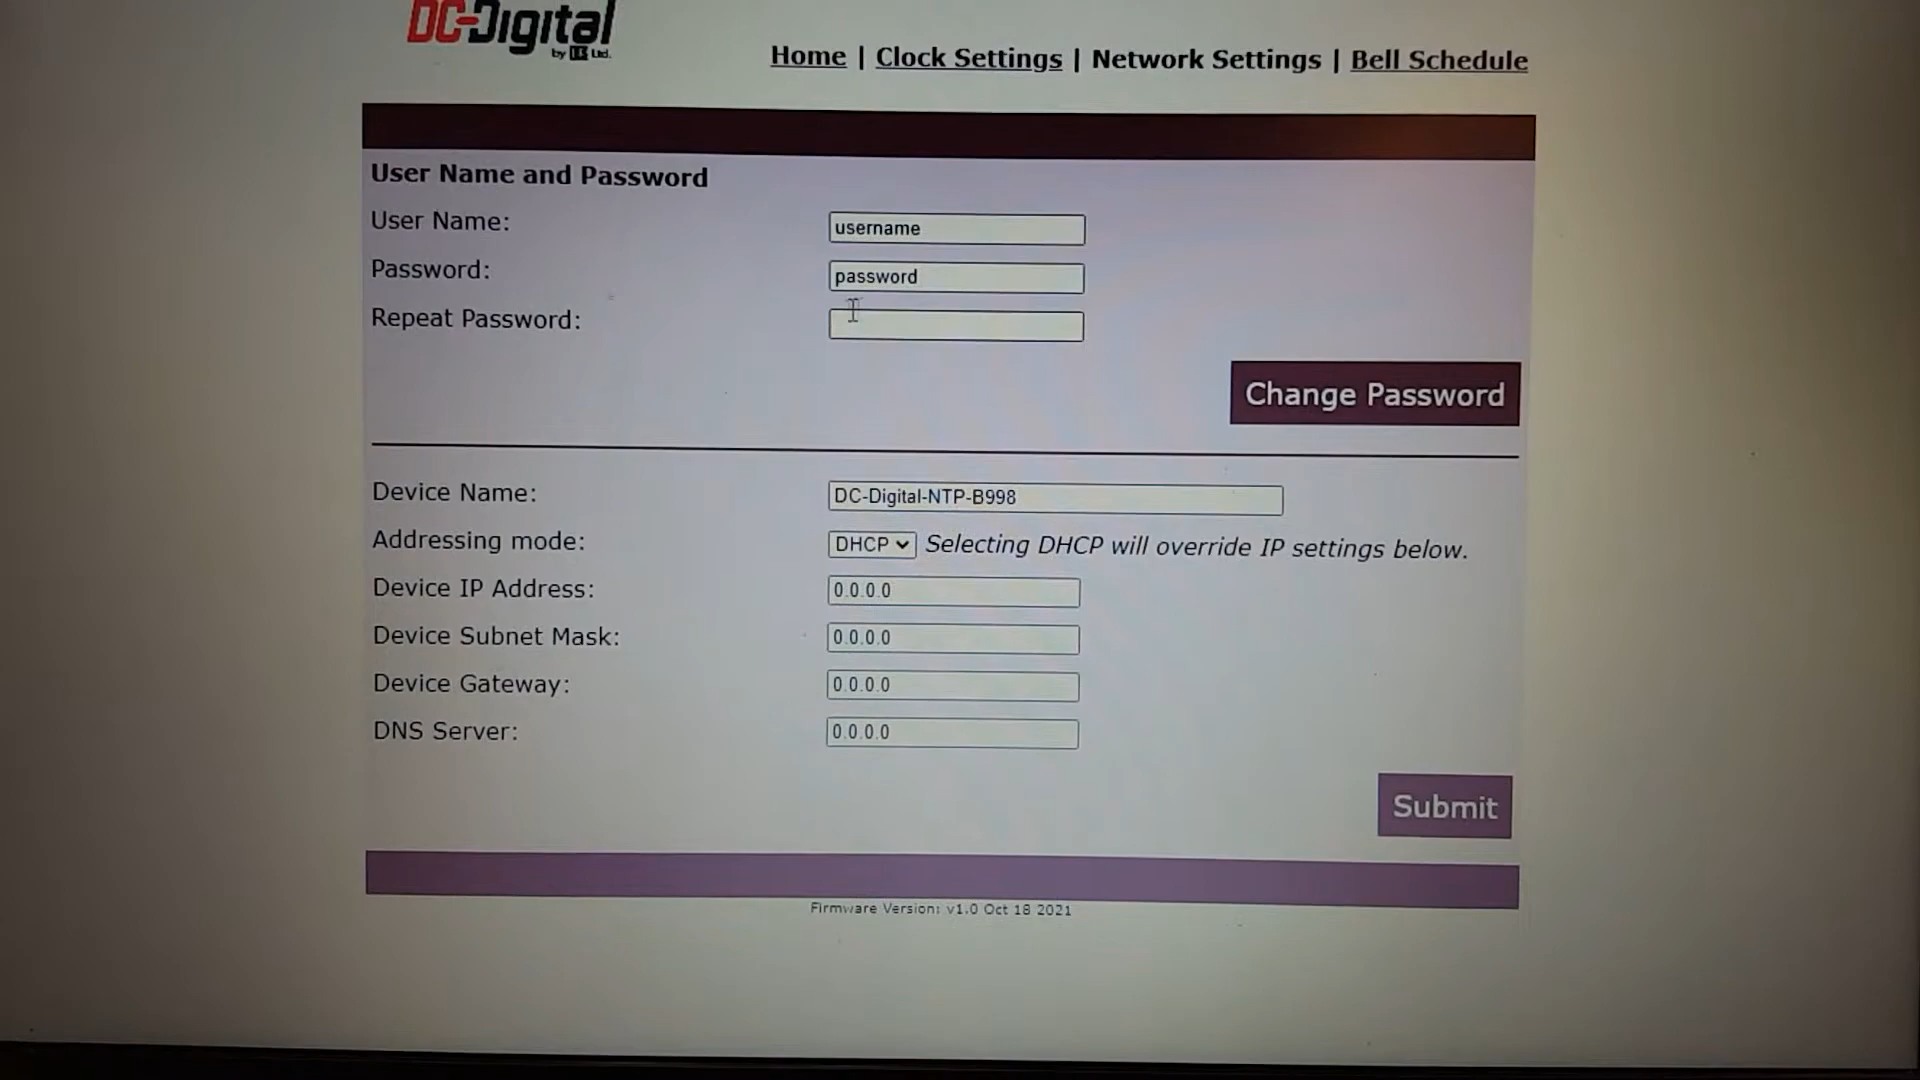 DC-Digital
by Ltd.
Home | Clock Settings | Network Settings | Bell Schedule
User Name and Password
User Name: username
Password: password
Repeat Password:
Change Password
Device Name: DC-Digital-NTP-B998
Addressing mode: DHCP Selecting DHCP will override IP settings below.
Device IP Address: 0.0.0.0
Device Subnet Mask: 0.0.0.0
Device Gateway: 0.0.0.0
DNS Server: 0.0.0.0
Submit
Firmware Version: v1.0 Oct 18 2021